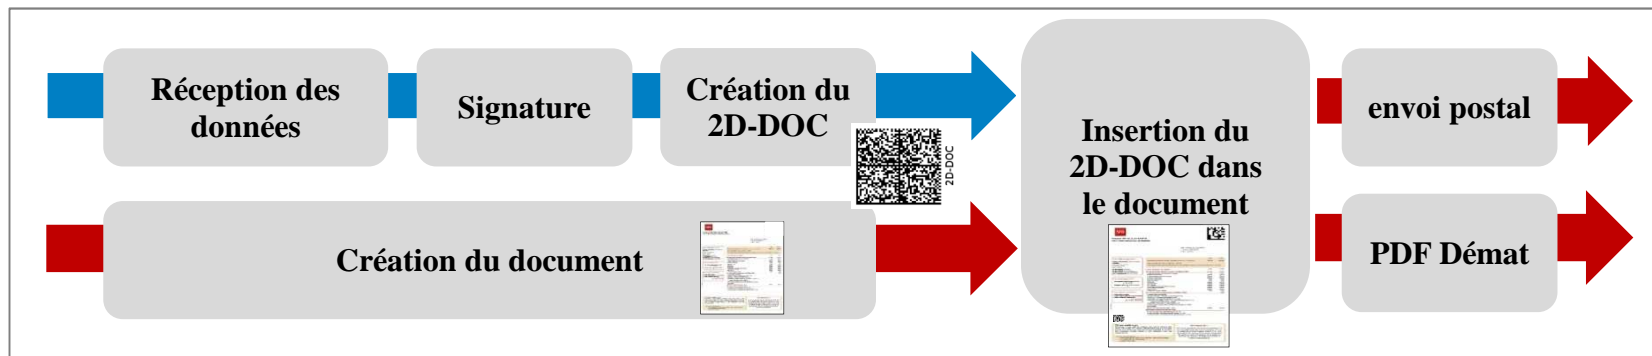 Réception des
données
Signature
Création du
2D-DOC
2D-DOC
Insertion du
2D-DOC dans
le document
envoi postal
Création du document
PDF Démat